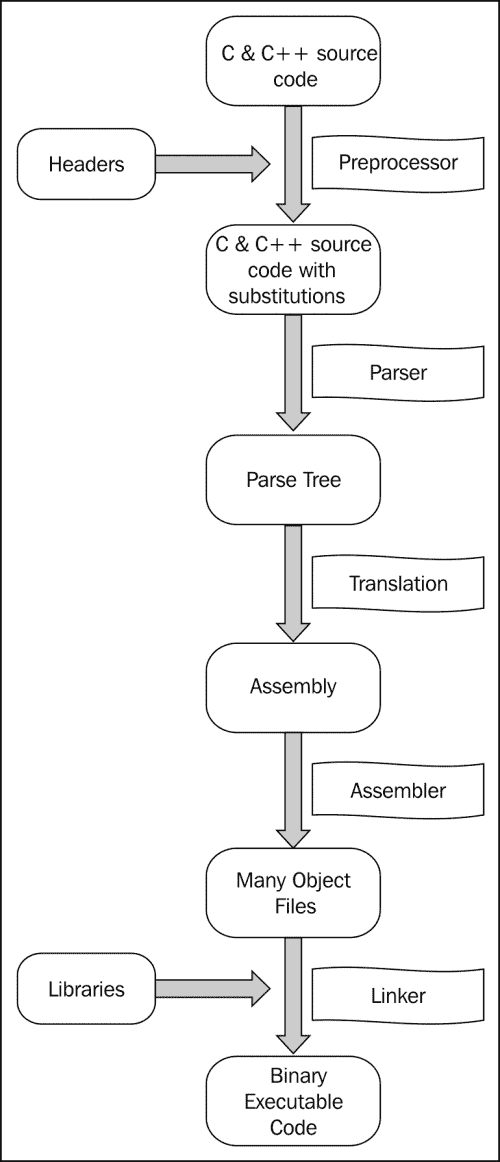 C & C++ source
code
Headers
Preprocessor
C & C++ source
code with
substitutions
Parser
Parse Tree
Translation
Assembly
Assembler
Many Object
Files
Libraries
Linker
Binary
Executable
Code